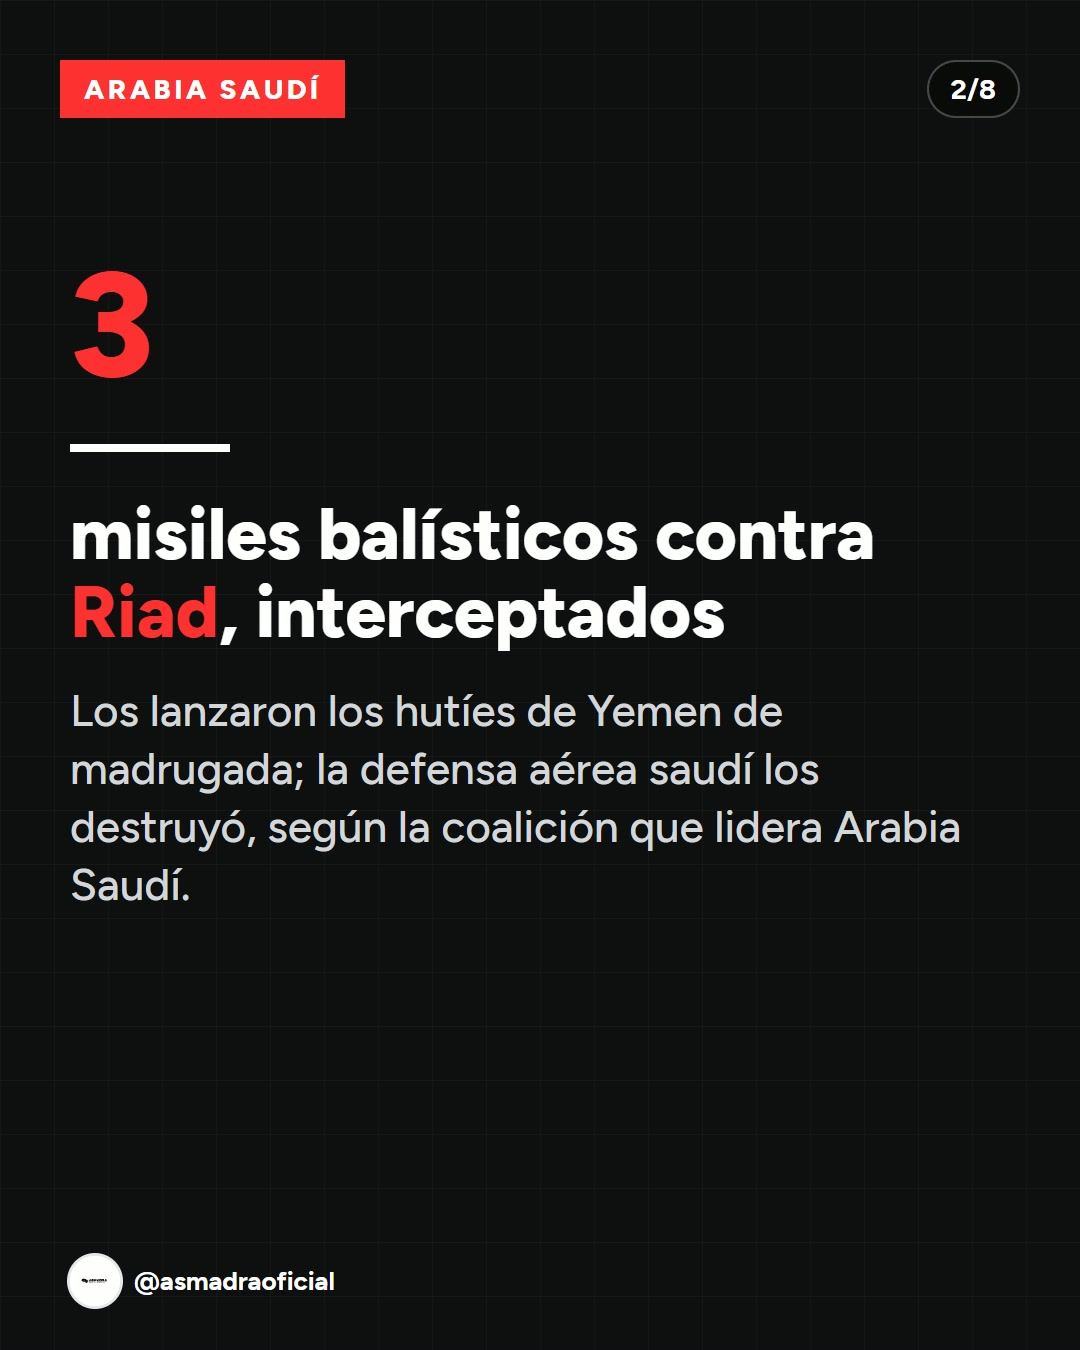 ARABIA SAUDÍ
2/8
3
misiles balísticos contra
Riad, interceptados
Los lanzaron los hutíes de Yemen de
madrugada; la defensa aérea saudí los
destruyó, según la coalición que lidera Arabia
Saudí.
@asmadraoficial